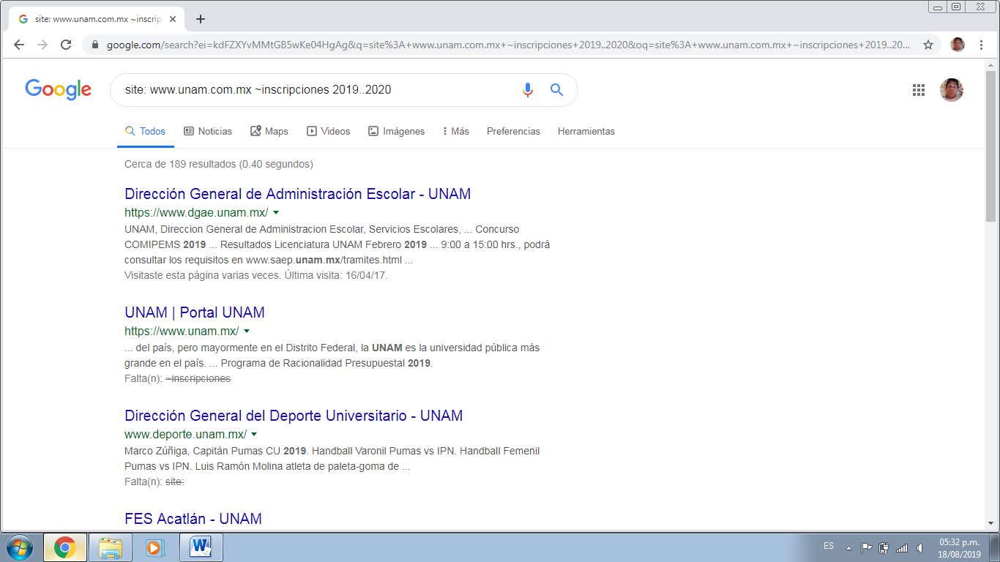 site: www.unam.com.mx ~inscrip
google.com/search?ei=kdFZXYvMMtGB5wKe04HgAg&q=site%3A+www.unam.com.mx+~inscripciones+2019..2020&oq=site%3A+www.unam.com.mx+~inscripciones+2019..20...
Google
site: www.unam.com.mx ~inscripciones 2019..2020
Todos Noticias Maps Videos Imágenes Más Preferencias Herramientas
Cerca de 189 resultados (0.40 segundos)
Dirección General de Administración Escolar - UNAM
https://www.dgae.unam.mx/
UNAM, Direccion General de Administracion Escolar, Servicios Escolares, ... Concurso
COMIPEMS 2019 ... Resultados Licenciatura UNAM Febrero 2019 ... 9:00 a 15:00 hrs., podrá
consultar los requisitos en www.saep.unam.mx/tramites.html ...
Visitaste esta página varias veces. Última visita: 16/04/17.
UNAM | Portal UNAM
https://www.unam.mx/
... del país, pero mayormente en el Distrito Federal, la UNAM es la universidad pública más
grande en el país. ... Programa de Racionalidad Presupuestal 2019.
Falta(n): ~inscripciones
Dirección General del Deporte Universitario - UNAM
www.deporte.unam.mx/
Marco Zúñiga, Capitán Pumas CU 2019. Handball Varonil Pumas vs IPN. Handball Femenil
Pumas vs IPN. Luis Ramón Molina atleta de paleta-goma de ...
Falta(n): site:
FES Acatlán - UNAM
ES
05:32 p.m.
18/08/2019